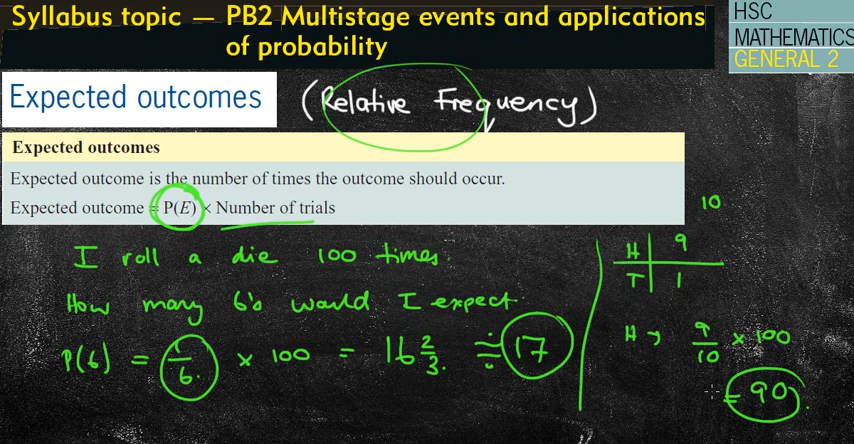 Syllabus topic — PB2 Multistage events and applications
of probability
HSC
MATHEMATICS
GENERAL 2
Expected outcomes
(Relative Frequency)
Expected outcomes
Expected outcome is the number of times the outcome should occur.
Expected outcome = P(E) × Number of trials
I roll a die 100 times.
How many 6's would I expect.
P(6) = 1/6 × 100 = 16 2/3. ≑ 17
10
H | 9
T | 1
H → 9/10 × 100
= 90